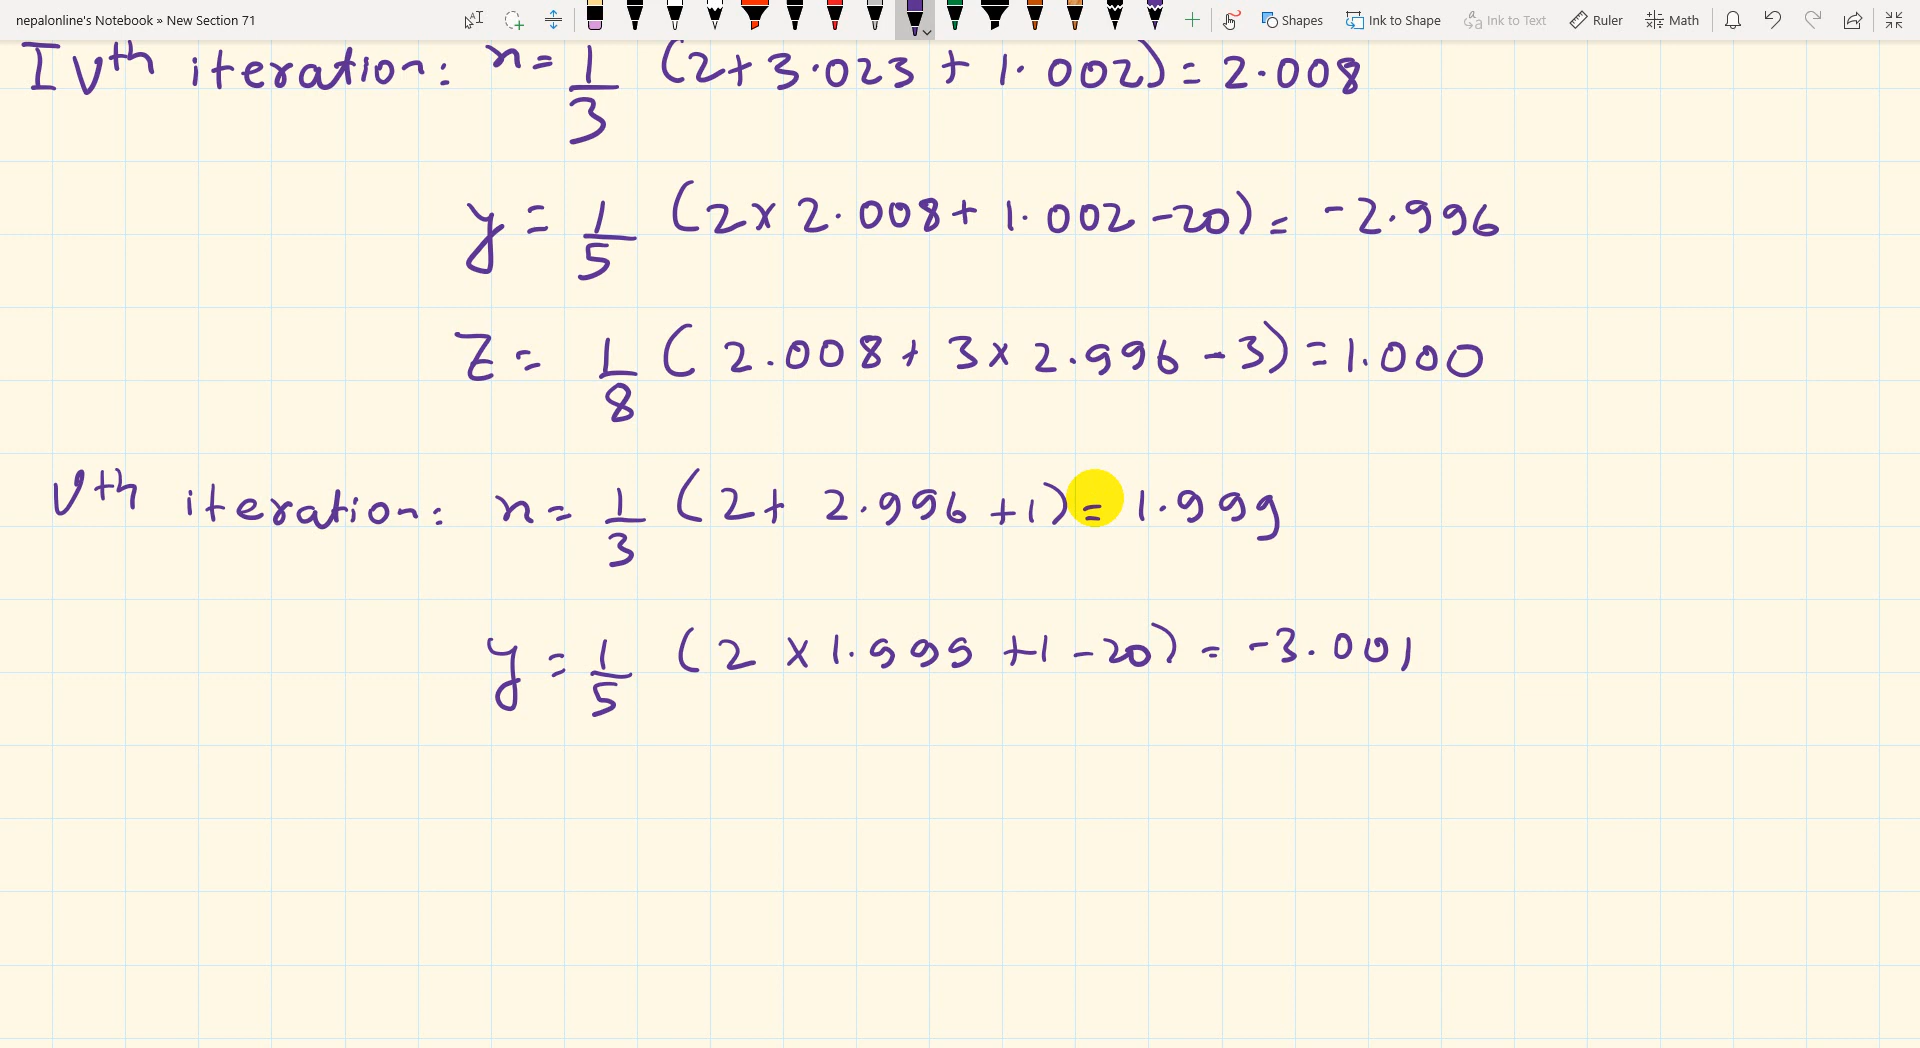 nepalonline's Notebook » New Section 71
Shapes Ink to Shape Ink to Text Ruler Math
IVth iteration: x = 1/3 (2+3.023 + 1.002) = 2.008
y = 1/5 (2 x 2.008 + 1.002 -20) = -2.996
Z = 1/8 (2.008 + 3 x 2.996 - 3) = 1.000
Vth iteration: x = 1/3 (2+ 2.996 +1) = 1.999
y = 1/5 (2 x 1.999 +1 -20) = -3.001